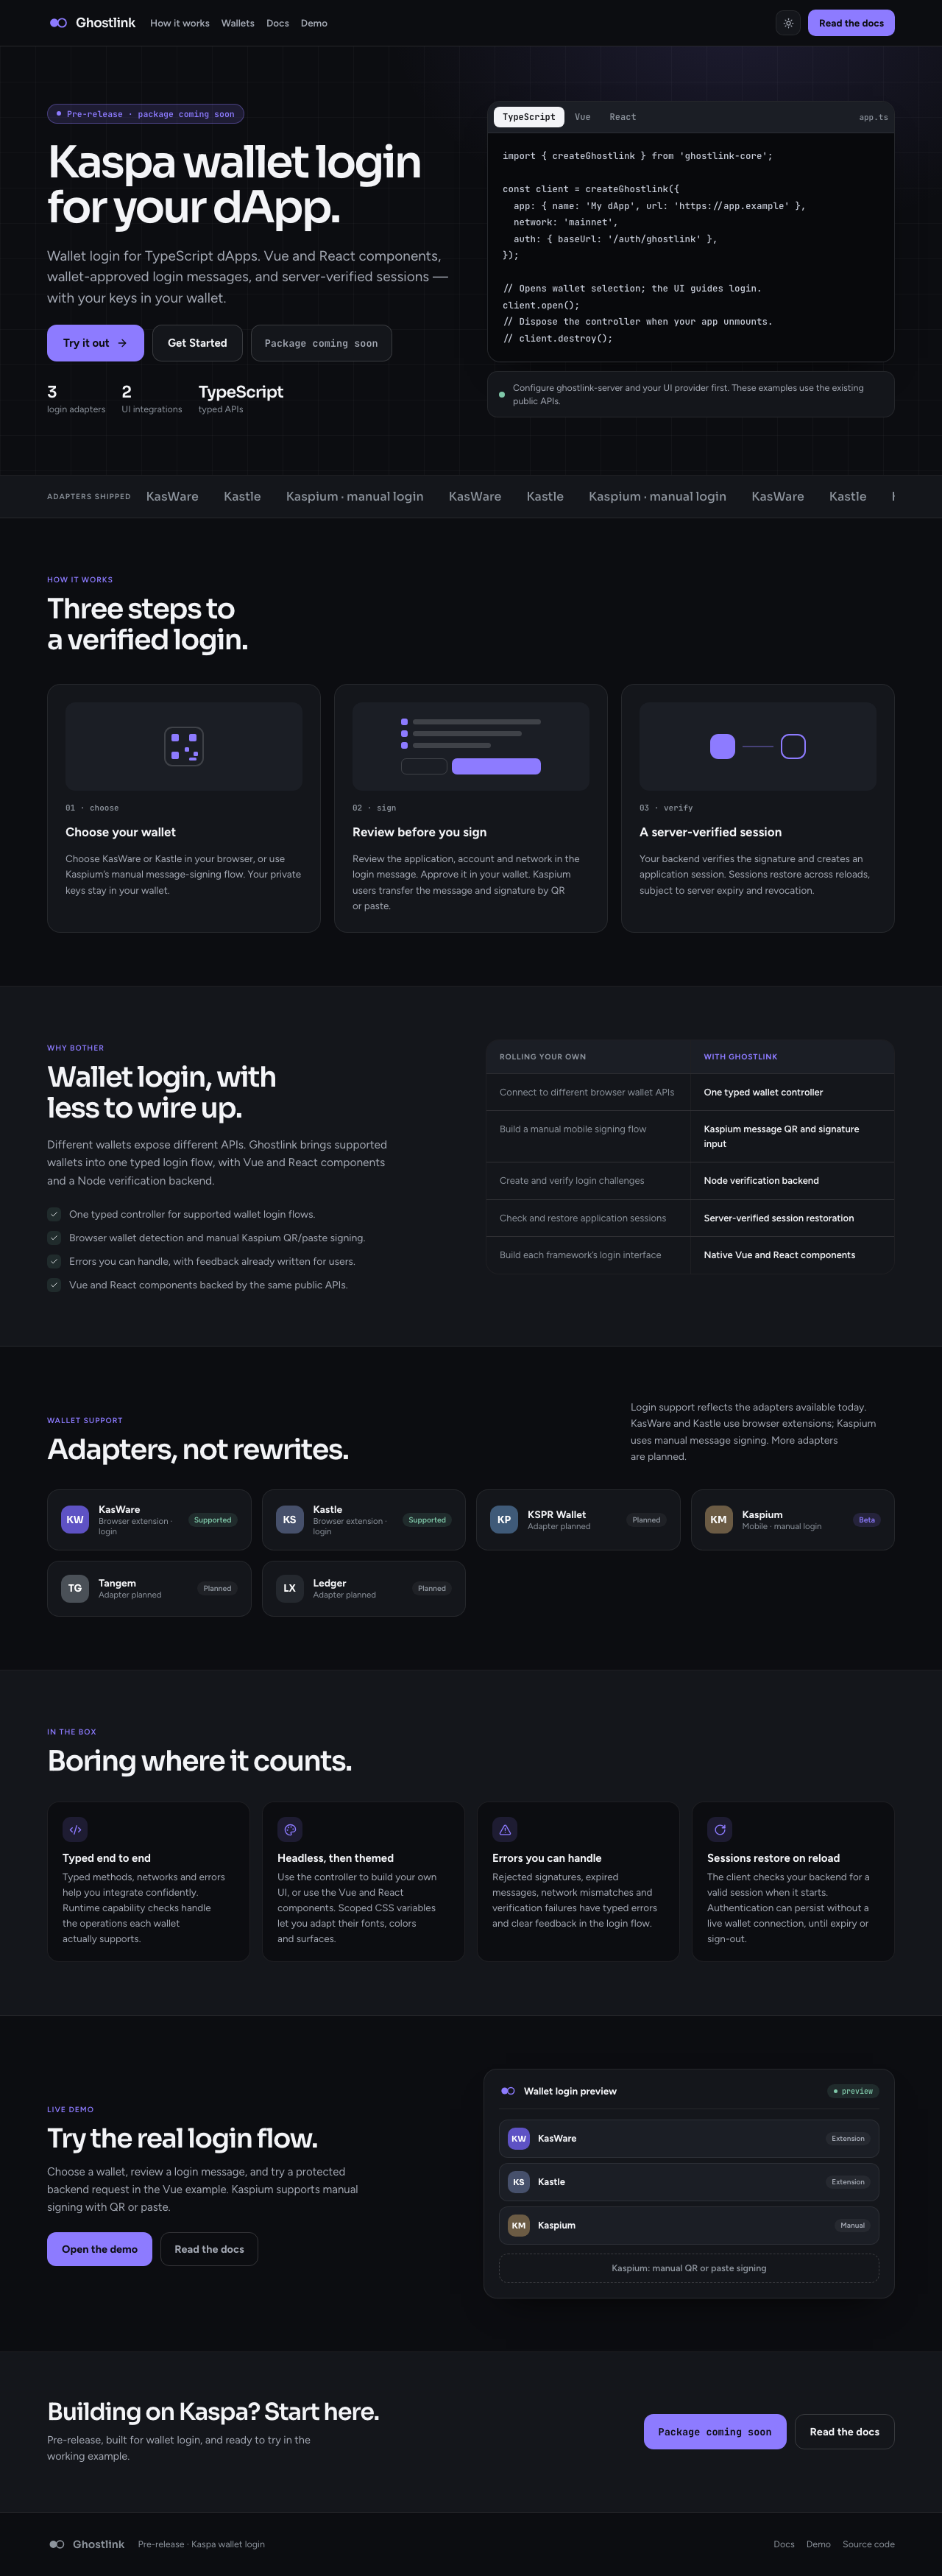 Ghostlink
How it works
Wallets
Docs
Demo
Read the docs
Pre-release · package coming soon
Kaspa wallet login
for your dApp.
Wallet login for TypeScript dApps. Vue and React components,
wallet-approved login messages, and server-verified sessions —
with your keys in your wallet.
Try it out →
Get Started
Package coming soon
3
login adapters
2
UI integrations
TypeScript
typed APIs
TypeScript
Vue
React
app.ts
import { createGhostlink } from 'ghostlink-core';
const client = createGhostlink({
app: { name: 'My dApp', url: 'https://app.example' },
network: 'mainnet',
auth: { baseUrl: '/auth/ghostlink' },
});
// Opens wallet selection; the UI guides login.
client.open();
// Dispose the controller when your app unmounts.
// client.destroy();
Configure ghostlink-server and your UI provider first. These examples use the existing
public APIs.
ADAPTERS SHIPPED
KasWare
Kastle
Kaspium · manual login
KasWare
Kastle
Kaspium · manual login
KasWare
Kastle
HOW IT WORKS
Three steps to
a verified login.
01 · choose
Choose your wallet
Choose KasWare or Kastle in your browser, or use
Kaspium's manual message-signing flow. Your private
keys stay in your wallet.
02 · sign
Review before you sign
Review the application, account and network in the
login message. Approve it in your wallet. Kaspium
users transfer the message and signature by QR
or paste.
03 · verify
A server-verified session
Your backend verifies the signature and creates an
application session. Sessions restore across reloads,
subject to server expiry and revocation.
WHY BOTHER
Wallet login, with
less to wire up.
Different wallets expose different APIs. Ghostlink brings supported
wallets into one typed login flow, with Vue and React components
and a Node verification backend.
One typed controller for supported wallet login flows.
Browser wallet detection and manual Kaspium QR/paste signing.
Errors you can handle, with feedback already written for users.
Vue and React components backed by the same public APIs.
ROLLING YOUR OWN
WITH GHOSTLINK
Connect to different browser wallet APIs
One typed wallet controller
Build a manual mobile signing flow
Kaspium message QR and signature
input
Create and verify login challenges
Node verification backend
Check and restore application sessions
Server-verified session restoration
Build each framework's login interface
Native Vue and React components
WALLET SUPPORT
Adapters, not rewrites.
Login support reflects the adapters available today.
KasWare and Kastle use browser extensions; Kaspium
uses manual message signing. More adapters
are planned.
KW
KasWare
Browser extension ·
login
Supported
KS
Kastle
Browser extension ·
login
Supported
KP
KSPR Wallet
Adapter planned
Planned
KM
Kaspium
Mobile · manual login
Beta
TG
Tangem
Adapter planned
Planned
LX
Ledger
Adapter planned
Planned
IN THE BOX
Boring where it counts.
Typed end to end
Typed methods, networks and errors
help you integrate confidently.
Runtime capability checks handle
the operations each wallet
actually supports.
Headless, then themed
Use the controller to build your own
UI, or use the Vue and React
components. Scoped CSS variables
let you adapt their fonts, colors
and surfaces.
Errors you can handle
Rejected signatures, expired
messages, network mismatches and
verification failures have typed errors
and clear feedback in the login flow.
Sessions restore on reload
The client checks your backend for a
valid session when it starts.
Authentication can persist without a
live wallet connection, until expiry or
sign-out.
LIVE DEMO
Try the real login flow.
Choose a wallet, review a login message, and try a protected
backend request in the Vue example. Kaspium supports manual
signing with QR or paste.
Open the demo
Read the docs
Wallet login preview
preview
KW
KasWare
Extension
KS
Kastle
Extension
KM
Kaspium
Manual
Kaspium: manual QR or paste signing
Building on Kaspa? Start here.
Pre-release, built for wallet login, and ready to try in the
working example.
Package coming soon
Read the docs
Ghostlink
Pre-release · Kaspa wallet login
Docs
Demo
Source code